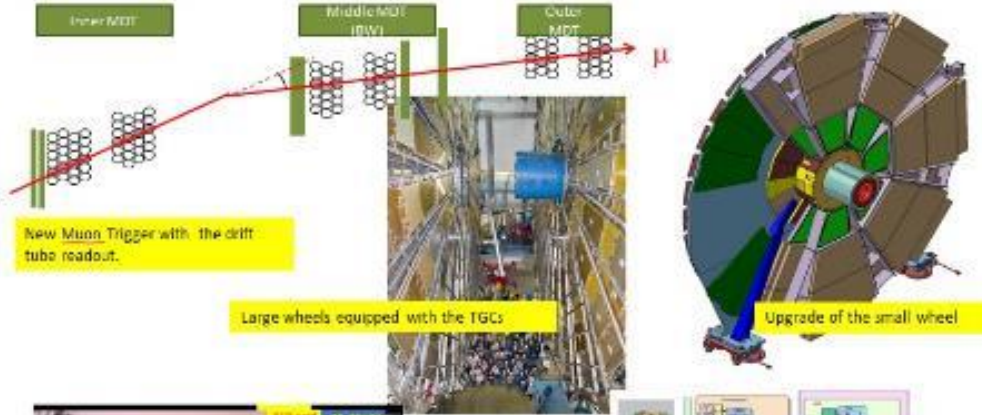 Inner MDT
Middle MDT
(BW)
Outer
MDT
μ
New Muon Trigger with the drift
tube readout.
Large wheels equipped with the TGCs
Upgrade of the small wheel